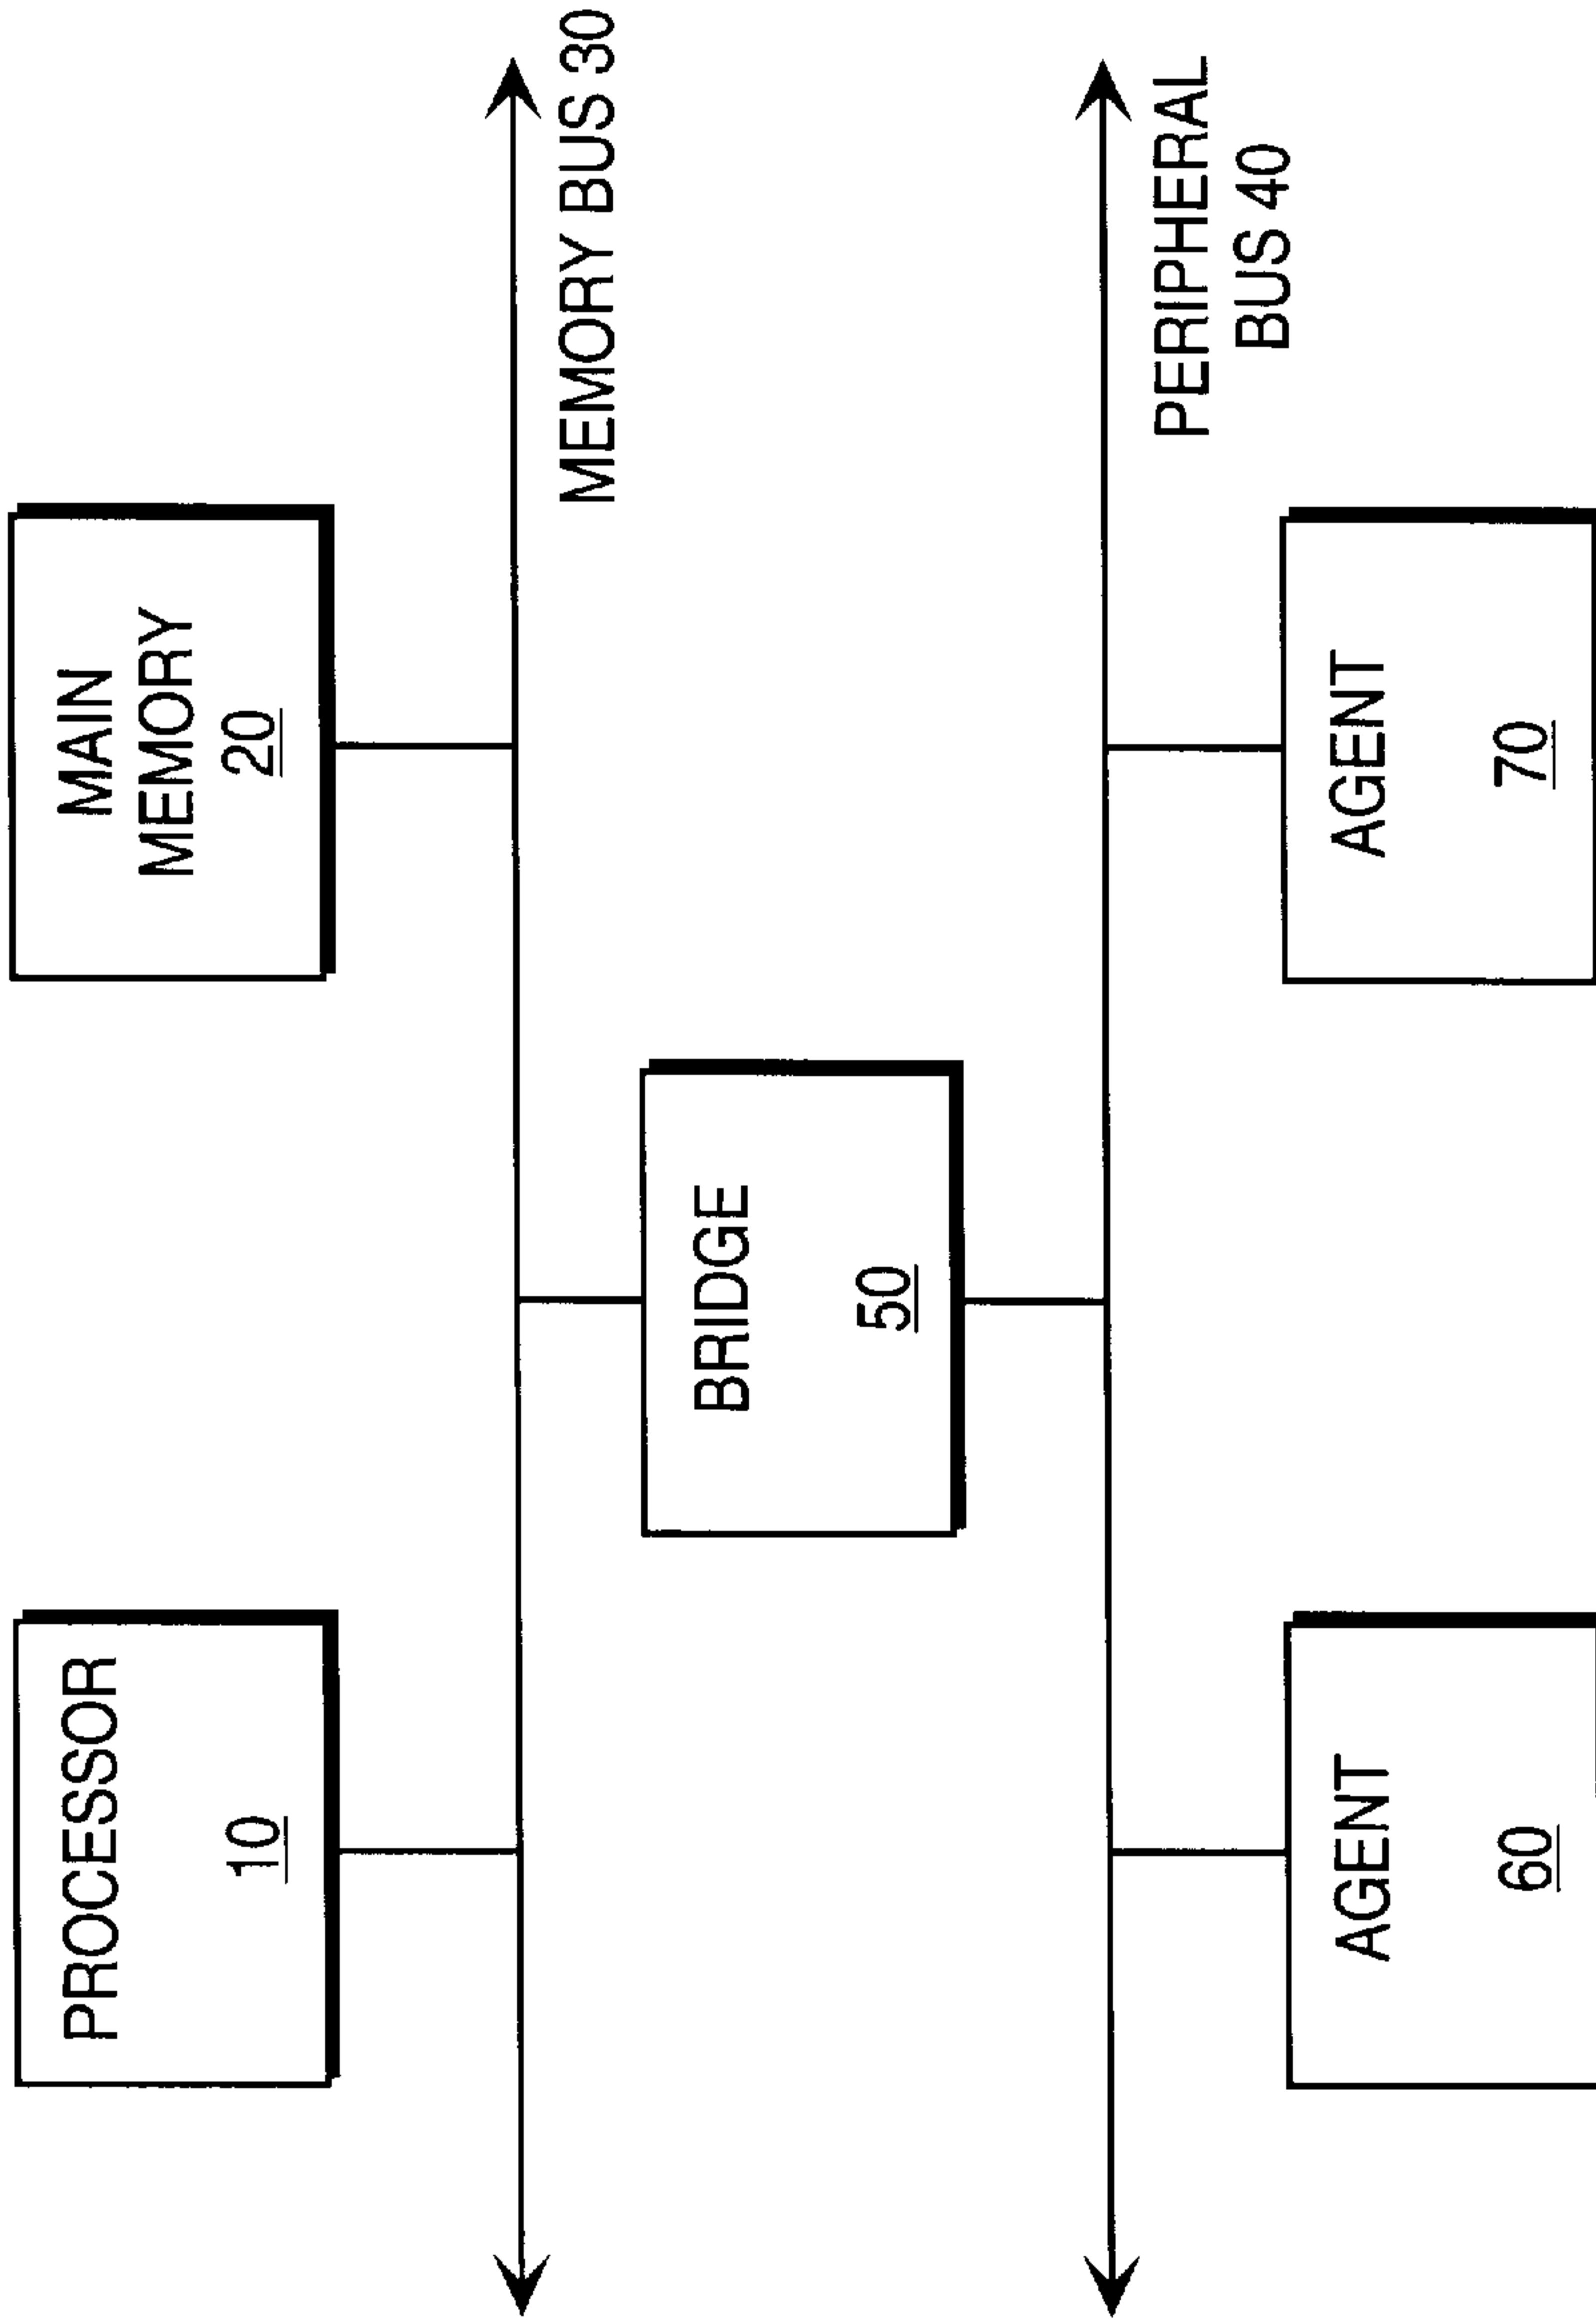 PROCESSOR
10
MAIN
MEMORY
20
MEMORY BUS 30
BRIDGE
50
PERIPHERAL
BUS 40
AGENT
60
AGENT
70